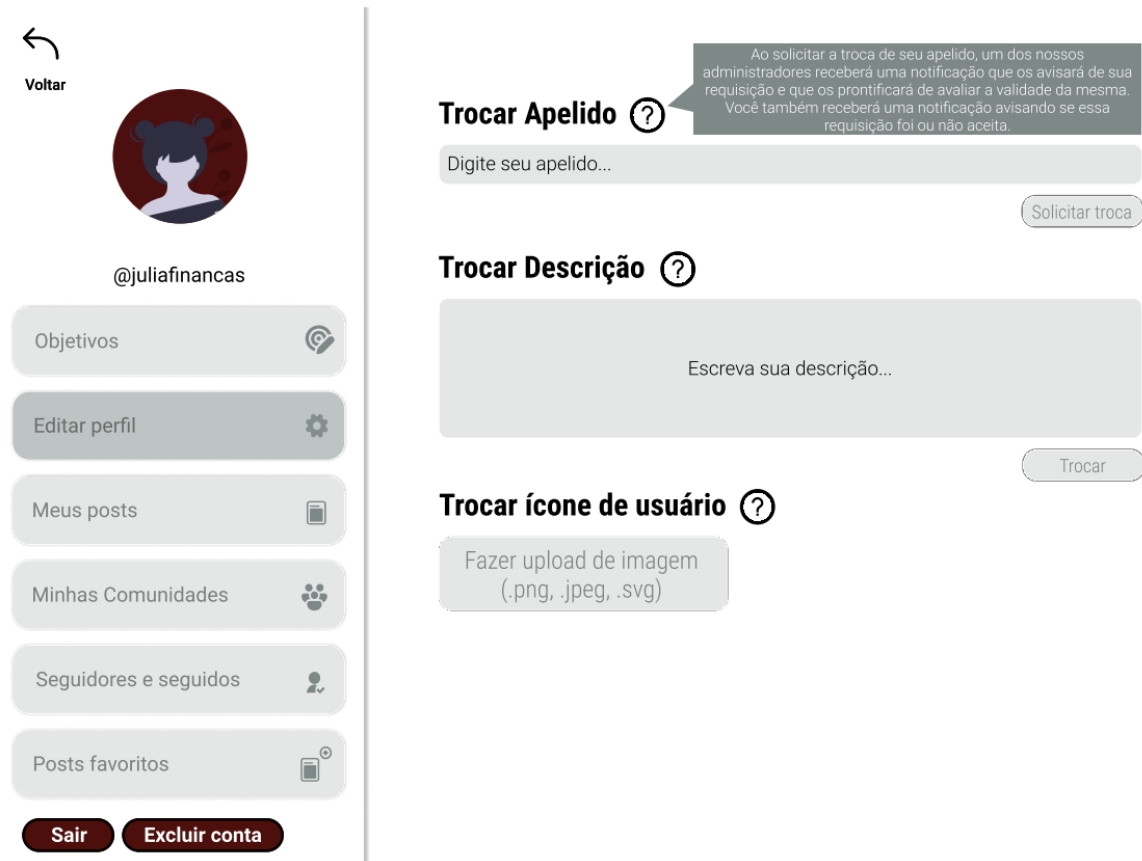 Voltar
@juliafinancas
Objetivos
Editar perfil
Meus posts
Minhas Comunidades
Seguidores e seguidos
Posts favoritos
Sair
Excluir conta
Trocar Apelido ?
Ao solicitar a troca de seu apelido, um dos nossos
administradores receberá uma notificação que os avisará de sua
requisição e que os prontificará de avaliar a validade da mesma.
Você também receberá uma notificação avisando se essa
requisição foi ou não aceita.
Digite seu apelido...
Solicitar troca
Trocar Descrição ?
Escreva sua descrição...
Trocar
Trocar ícone de usuário ?
Fazer upload de imagem
(.png, .jpeg, .svg)